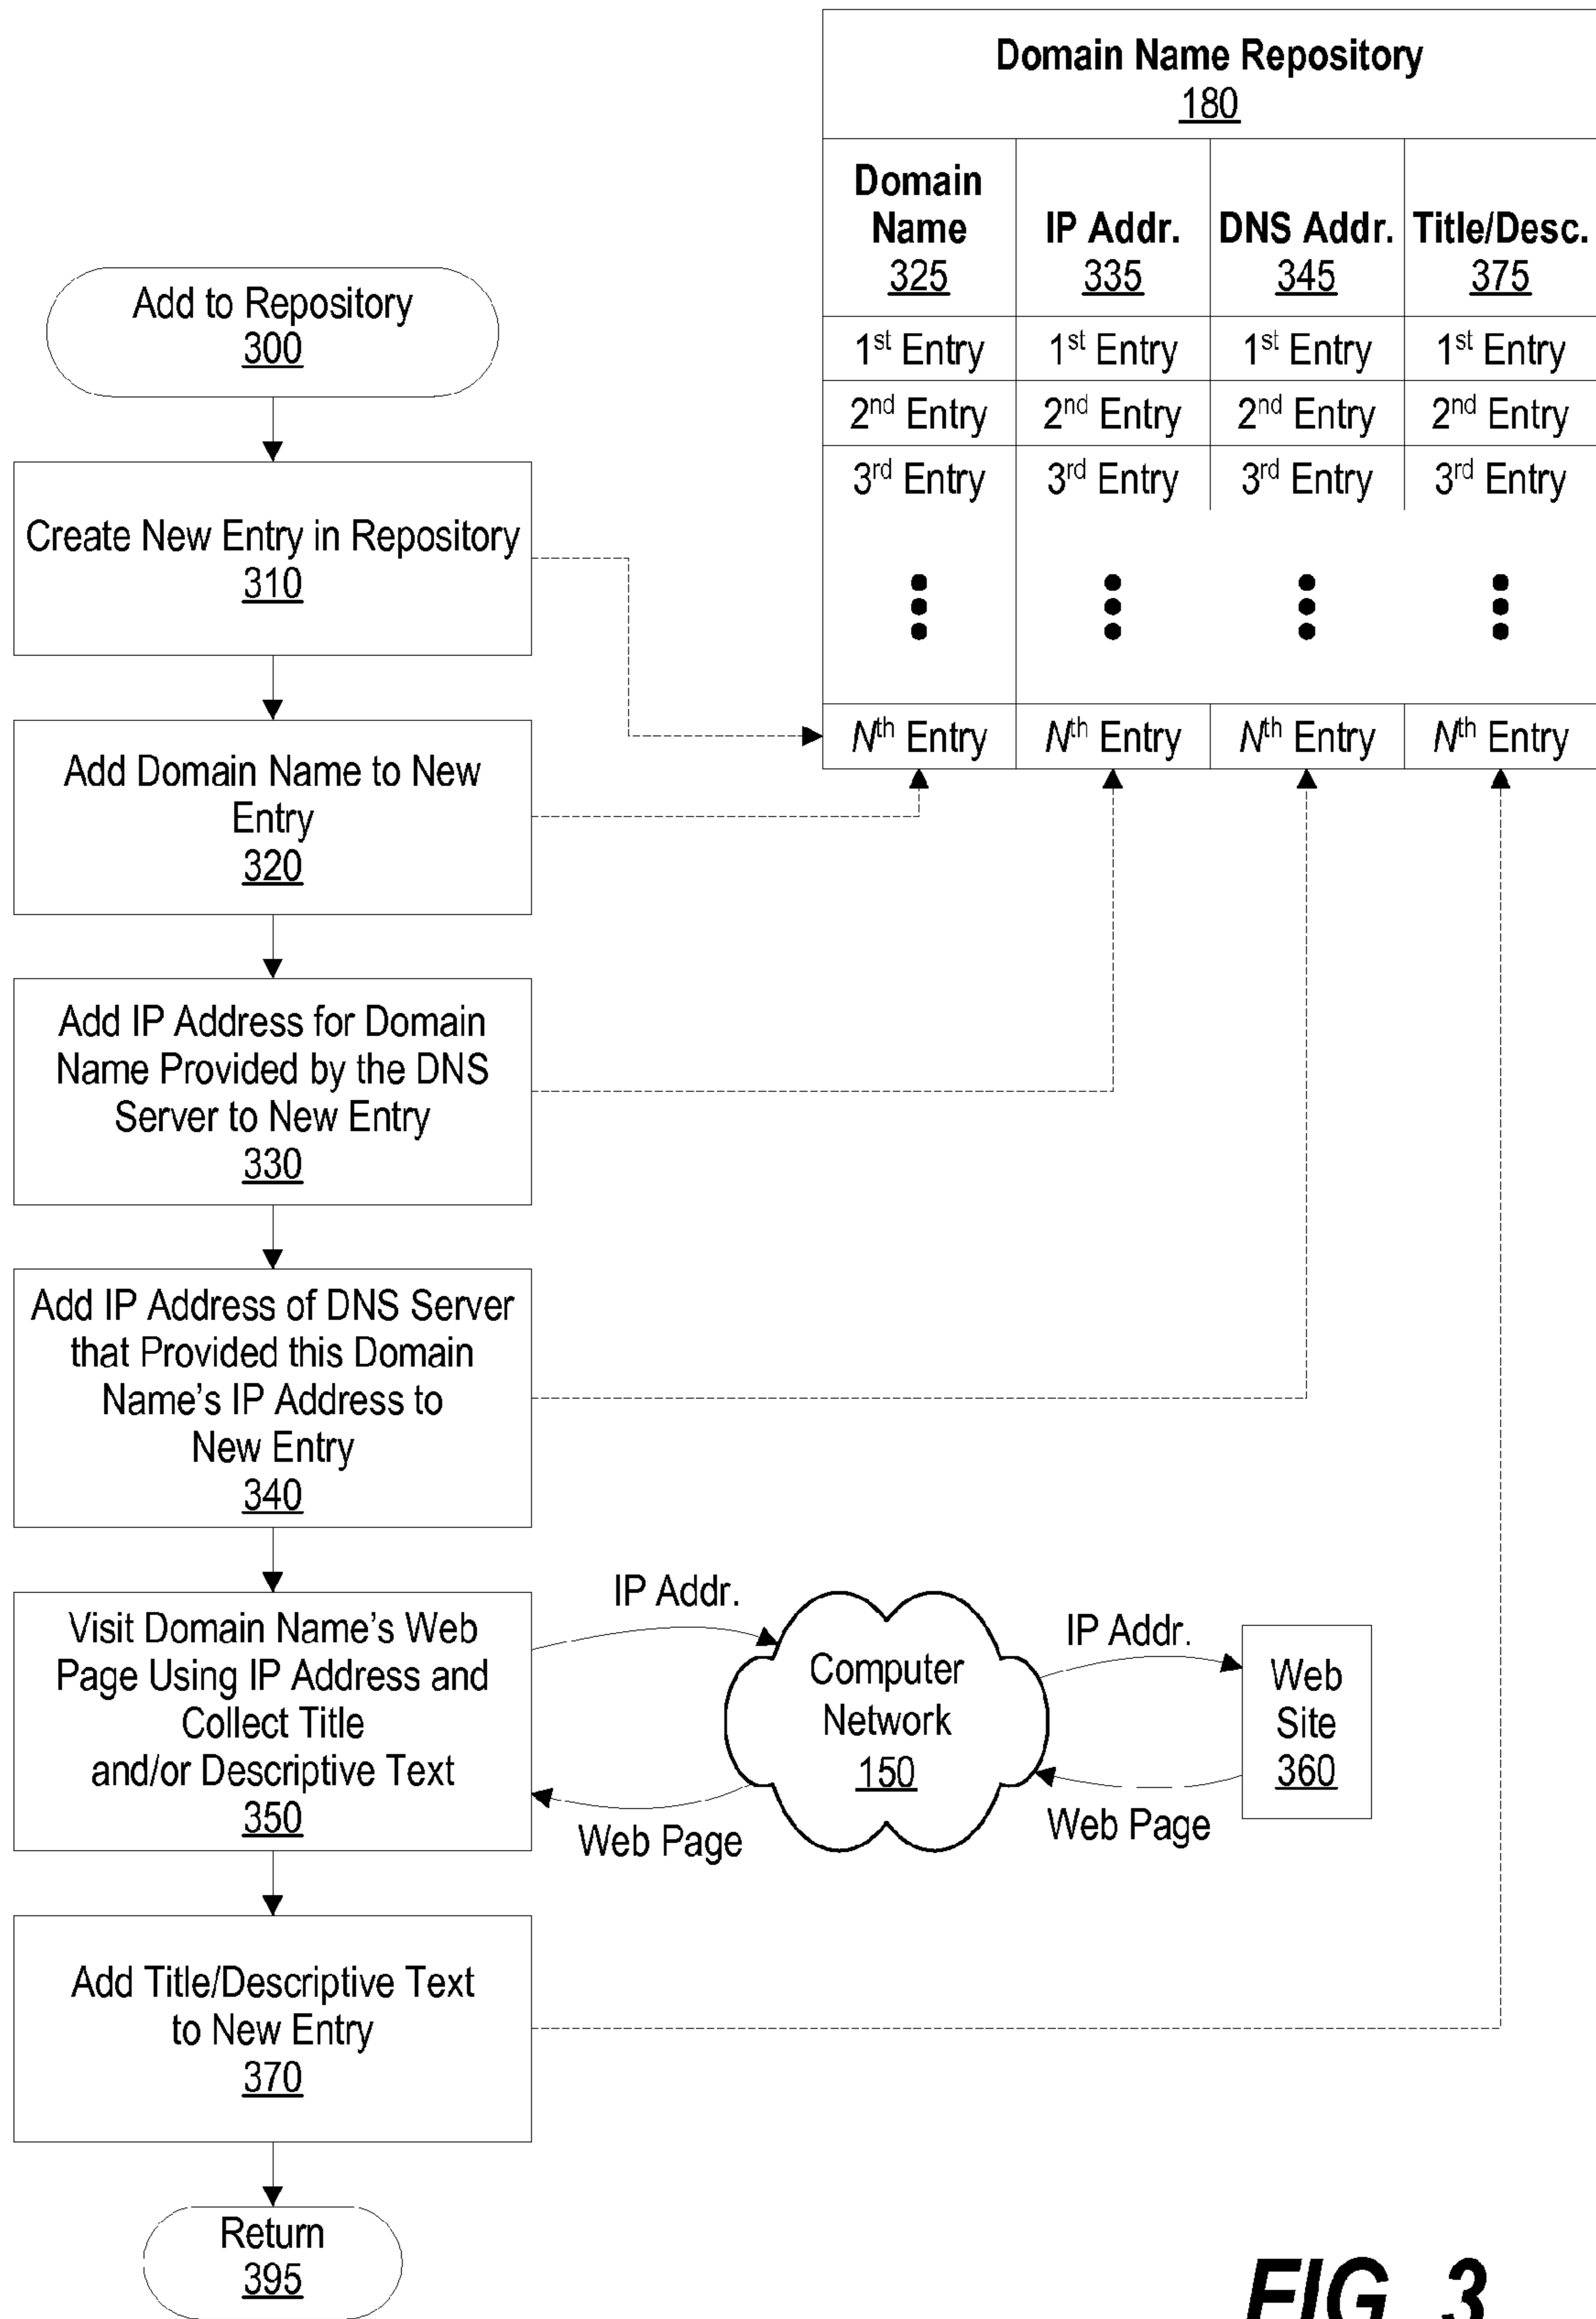 Domain Name Repository
180
Domain
Name
325
IP Addr.
335
DNS Addr.
345
Title/Desc.
375
1st Entry 1st Entry 1st Entry 1st Entry
2nd Entry 2nd Entry 2nd Entry 2nd Entry
3rd Entry 3rd Entry 3rd Entry 3rd Entry
Nth Entry Nth Entry Nth Entry Nth Entry
Add to Repository
300
Create New Entry in Repository
310
Add Domain Name to New
Entry
320
Add IP Address for Domain
Name Provided by the DNS
Server to New Entry
330
Add IP Address of DNS Server
that Provided this Domain
Name's IP Address to
New Entry
340
Visit Domain Name's Web
Page Using IP Address and
Collect Title
and/or Descriptive Text
350
IP Addr.
Web Page
Computer
Network
150
IP Addr.
Web Page
Web
Site
360
Add Title/Descriptive Text
to New Entry
370
Return
395
FIG. 3